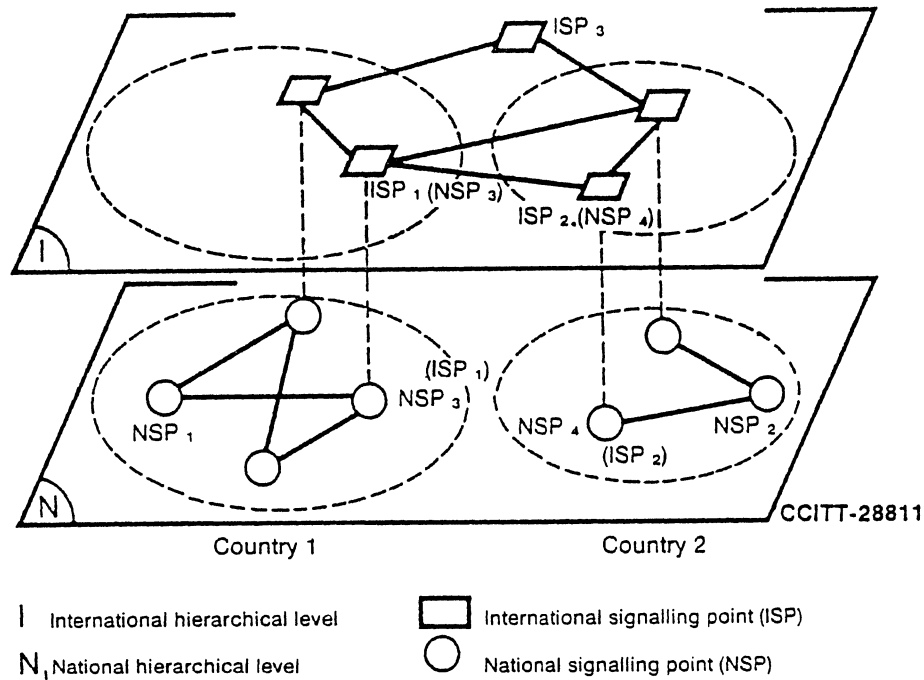 ISP 3
IISP 1 (NSP 3)
ISP 2.(NSP 4)
I
(ISP 1)
NSP 3
NSP 1
NSP 4
(ISP 2)
NSP 2
N
CCITT-28811
Country 1
Country 2
I International hierarchical level
International signalling point (ISP)
N, National hierarchical level
National signalling point (NSP)